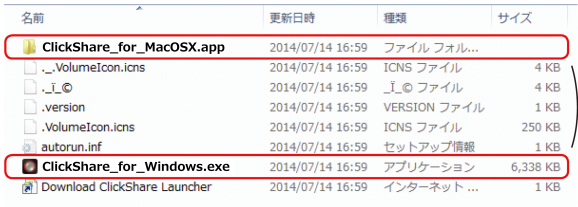 名前 更新日時 種類 サイズ
ClickShare_for_MacOSX.app 2014/07/14 16:59 ファイル フォル...
._.VolumeIcon.icns 2014/07/14 16:59 ICNS ファイル 4 KB
._Ï_© 2014/07/14 16:59 _Ï_© ファイル 4 KB
.version 2014/07/14 16:59 VERSION ファイル 1 KB
.VolumeIcon.icns 2014/07/14 16:59 ICNS ファイル 250 KB
autorun.inf 2014/07/14 16:59 セットアップ情報 1 KB
ClickShare_for_Windows.exe 2014/07/14 16:59 アプリケーション 6,338 KB
Download ClickShare Launcher 2014/07/14 16:59 インターネット ... 1 KB